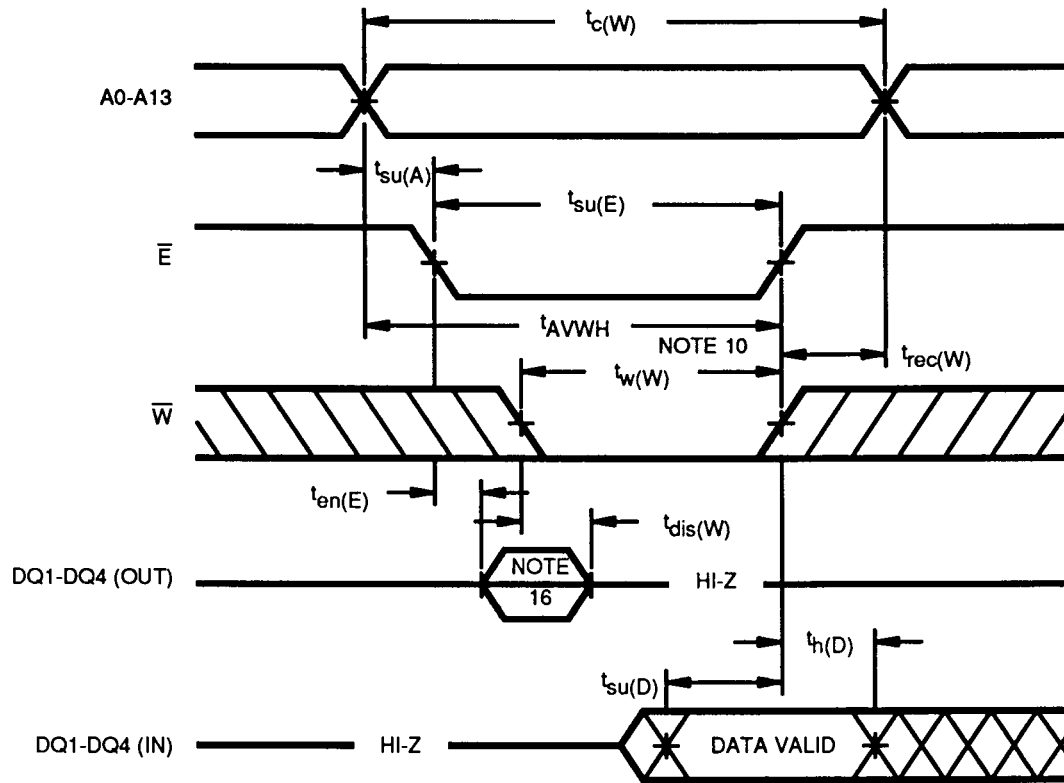 tc(W)
A0-A13
tsu(A)
tsu(E)
E̅
tAVWH
NOTE 10
trec(W)
tw(W)
W̅
ten(E)
tdis(W)
DQ1-DQ4 (OUT)
NOTE
16
HI-Z
th(D)
tsu(D)
DQ1-DQ4 (IN)
HI-Z
DATA VALID